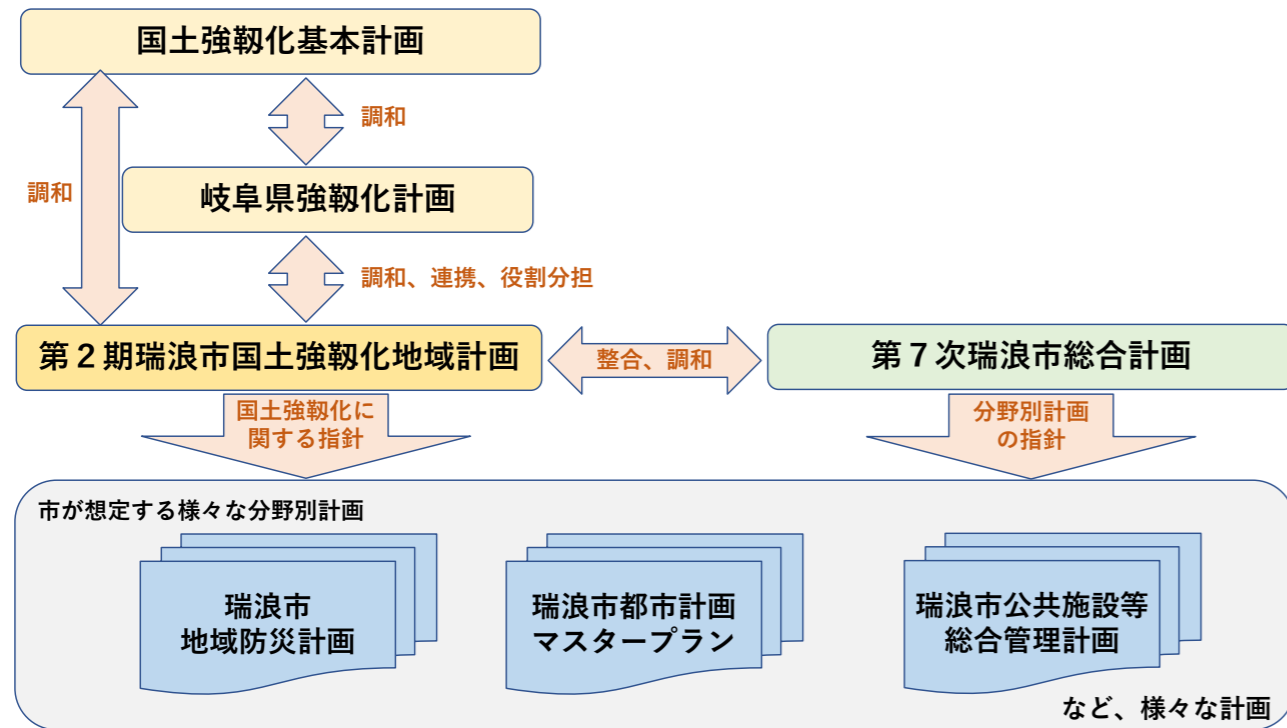 国土強靱化基本計画
調和
調和
岐阜県強靱化計画
調和、連携、役割分担
第２期瑞浪市国土強靱化地域計画
整合、調和
第７次瑞浪市総合計画
国土強靱化に
関する指針
分野別計画
の指針
市が想定する様々な分野別計画
瑞浪市
地域防災計画
瑞浪市都市計画
マスタープラン
瑞浪市公共施設等
総合管理計画
など、様々な計画